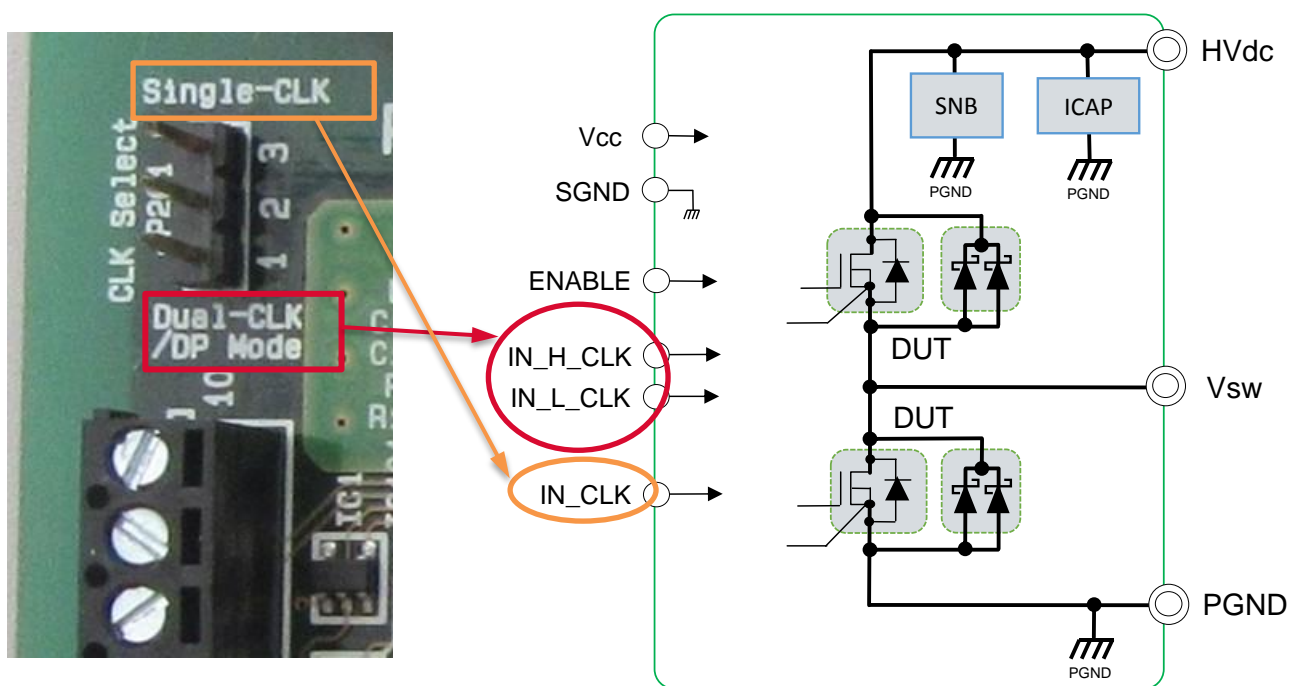 Single-CLK
CLK Select
P201
3
2
1
Dual-CLK
/DP Mode
10
IC1
HVdc
SNB
ICAP
PGND
PGND
Vcc
SGND
ENABLE
IN_H_CLK
IN_L_CLK
IN_CLK
DUT
Vsw
DUT
PGND
PGND